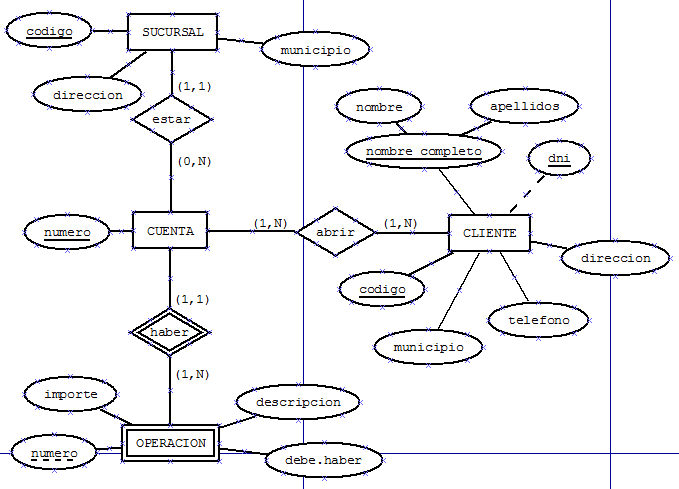 codigo
SUCURSAL
municipio
direccion
(1,1)
estar
(0,N)
nombre
apellidos
nombre completo
dni
numero
CUENTA
(1,N)
abrir
(1,N)
CLIENTE
direccion
codigo
telefono
municipio
(1,1)
haber
(1,N)
importe
descripcion
OPERACION
numero
debe.haber